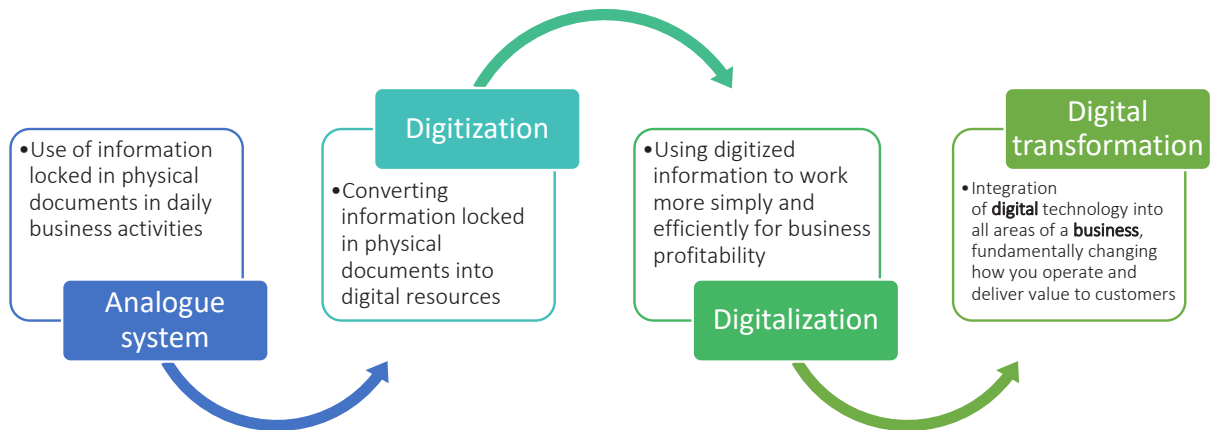 •Use of information
locked in physical
documents in daily
business activities
Analogue
system
Digitization
•Converting
information locked
in physical
documents into
digital resources
•Using digitized
information to work
more simply and
efficiently for business
profitability
Digitalization
Digital
transformation
•Integration
of digital technology into
all areas of a business,
fundamentally changing
how you operate and
deliver value to customers